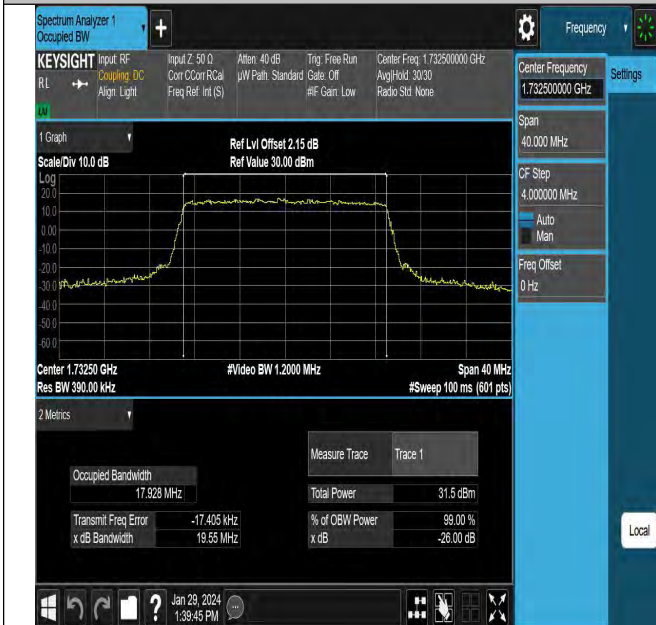 Spectrum Analyzer 1
Occupied BW
Frequency
KEYSIGHT
RL
Input: RF
Coupling: DC
Align: Light
Input Z: 50 Ω
Corr CCorr RCal
Freq Ref: Int (S)
Atten: 40 dB
µW Path: Standard
Trig: Free Run
Gate: Off
#IF Gain: Low
Center Freq: 1.732500000 GHz
Avg|Hold: 30/30
Radio Std: None
Center Frequency
1.732500000 GHz
Settings
Span
40.000 MHz
CF Step
4.000000 MHz
Auto
Man
Freq Offset
0 Hz
Local
1 Graph
Scale/Div 10.0 dB
Ref Lvl Offset 2.15 dB
Ref Value 30.00 dBm
Log
20.0
10.0
0.00
-10.0
-20.0
-30.0
-40.0
-50.0
-60.0
Center 1.73250 GHz
#Video BW 1.2000 MHz
Span 40 MHz
Res BW 390.00 kHz
#Sweep 100 ms (601 pts)
2 Metrics
Measure Trace
Trace 1
Occupied Bandwidth
17.928 MHz
Total Power
31.5 dBm
Transmit Freq Error
-17.405 kHz
% of OBW Power
99.00 %
x dB Bandwidth
19.55 MHz
x dB
-26.00 dB
Jan 29, 2024
1:39:45 PM